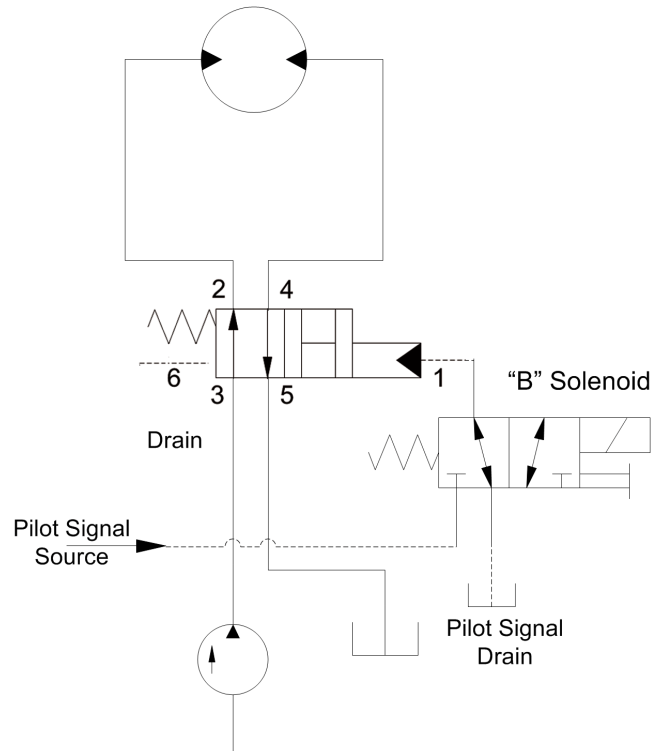 2 4
6 3 5 1
"B" Solenoid
Drain
Pilot Signal
Source
Pilot Signal
Drain